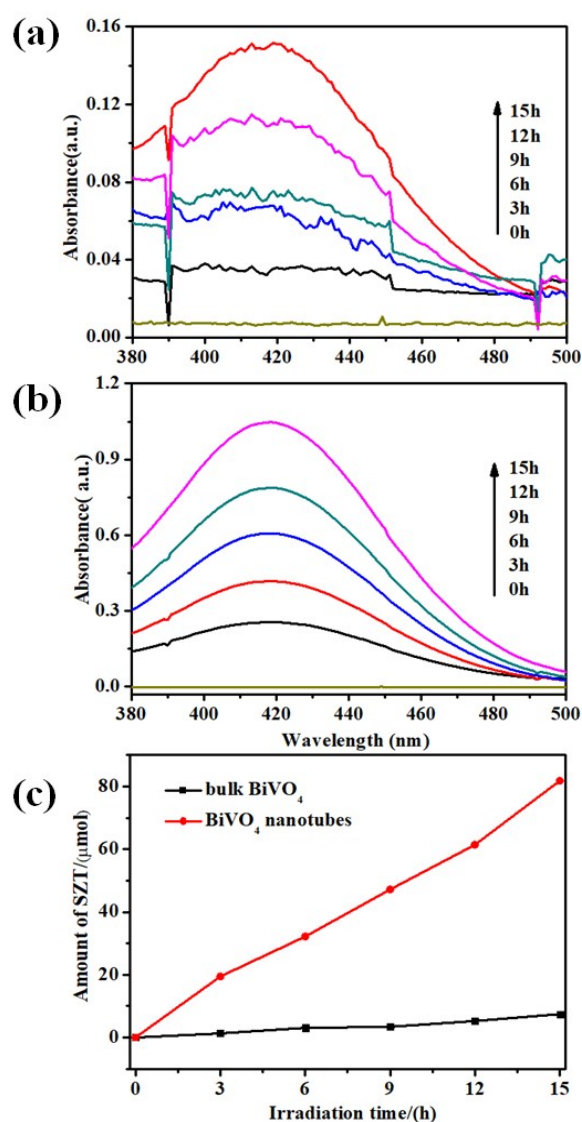 (a)
0.16
0.12
0.08
0.04
0.00
Absorbance(a.u.)
15h
12h
9h
6h
3h
0h
380 400 420 440 460 480 500
(b)
1.2
0.9
0.6
0.3
0.0
Absorbance( a.u.)
15h
12h
9h
6h
3h
0h
380 400 420 440 460 480 500
Wavelength (nm)
(c)
80
60
40
20
0
Amount of SZT/(μmol)
bulk BiVO₄
BiVO₄ nanotubes
0 3 6 9 12 15
Irradiation time/(h)